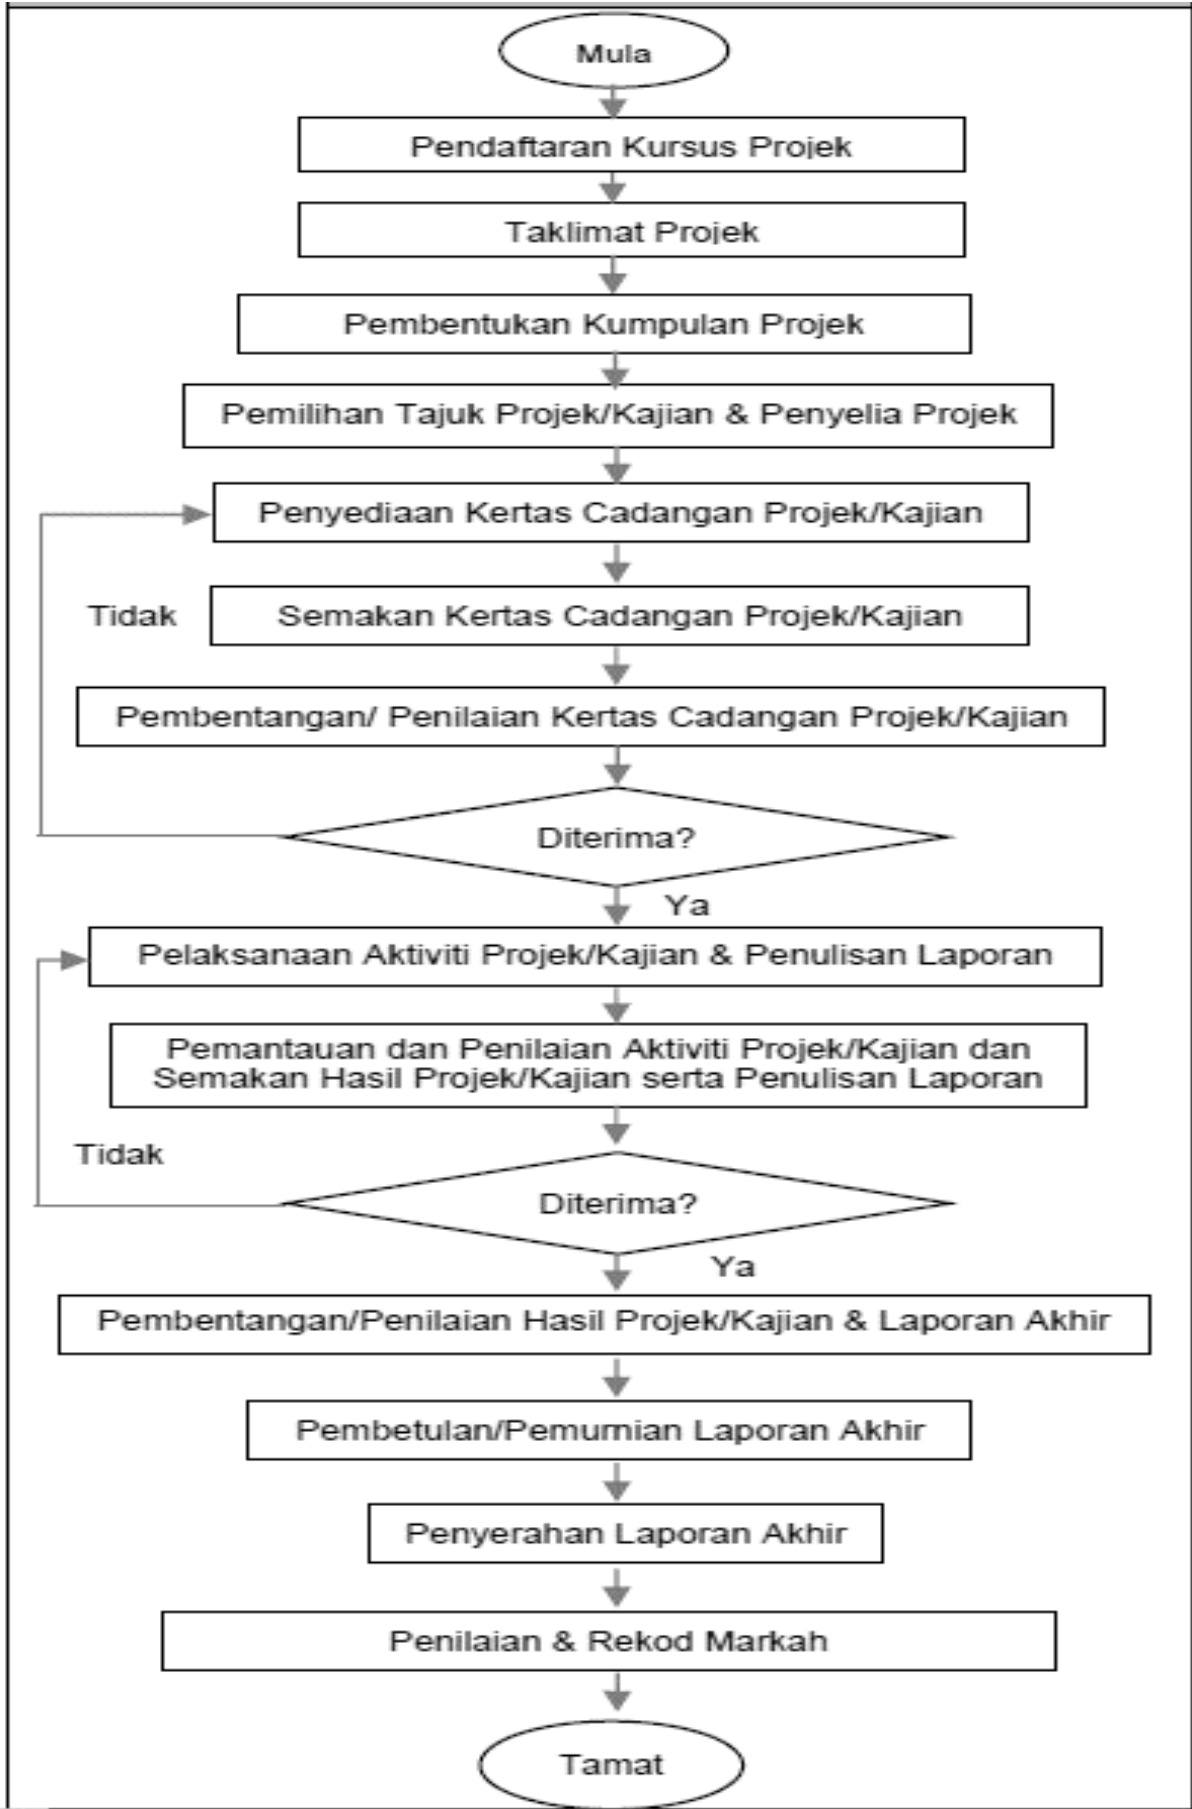 Mula
Pendaftaran Kursus Projek
Taklimat Projek
Pembentukan Kumpulan Projek
Pemilihan Tajuk Projek/Kajian & Penyelia Projek
Penyediaan Kertas Cadangan Projek/Kajian
Tidak
Semakan Kertas Cadangan Projek/Kajian
Pembentangan/ Penilaian Kertas Cadangan Projek/Kajian
Diterima?
Ya
Pelaksanaan Aktiviti Projek/Kajian & Penulisan Laporan
Pemantauan dan Penilaian Aktiviti Projek/Kajian dan
Semakan Hasil Projek/Kajian serta Penulisan Laporan
Tidak
Diterima?
Ya
Pembentangan/Penilaian Hasil Projek/Kajian & Laporan Akhir
Pembetulan/Pemurnian Laporan Akhir
Penyerahan Laporan Akhir
Penilaian & Rekod Markah
Tamat